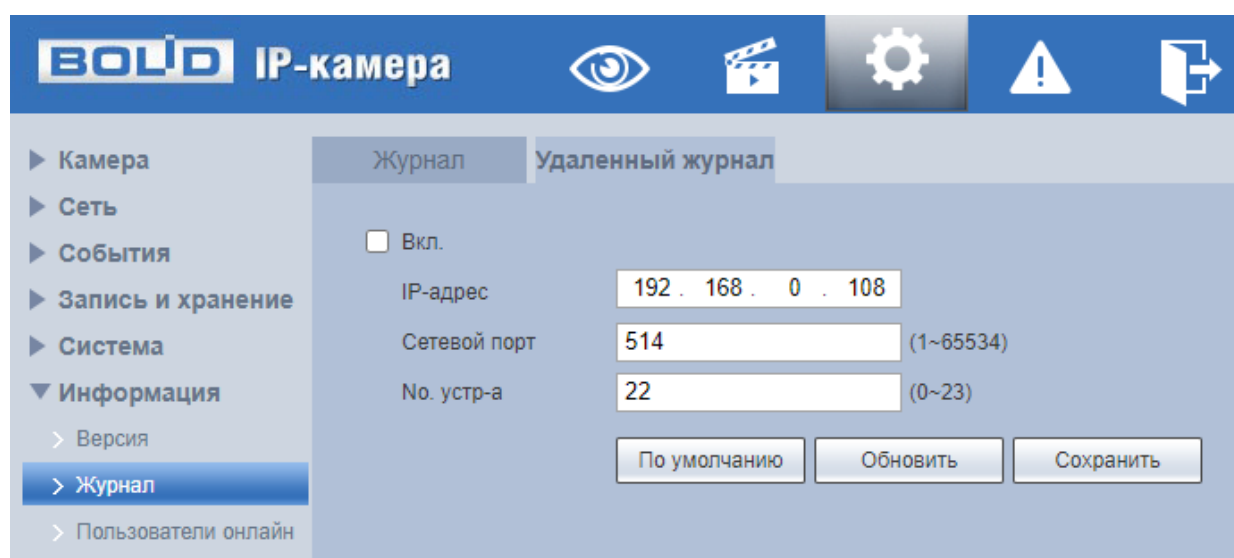 BOLID IP-камера
Камера
Сеть
События
Запись и хранение
Система
Информация
Версия
Журнал
Пользователи онлайн
Журнал
Удаленный журнал
Вкл.
IP-адрес 192 . 168 . 0 . 108
Сетевой порт 514 (1~65534)
No. устр-а 22 (0~23)
По умолчанию Обновить Сохранить